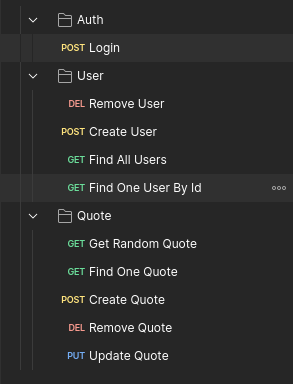 Auth
POST Login
User
DEL Remove User
POST Create User
GET Find All Users
GET Find One User By Id
Quote
GET Get Random Quote
GET Find One Quote
POST Create Quote
DEL Remove Quote
PUT Update Quote